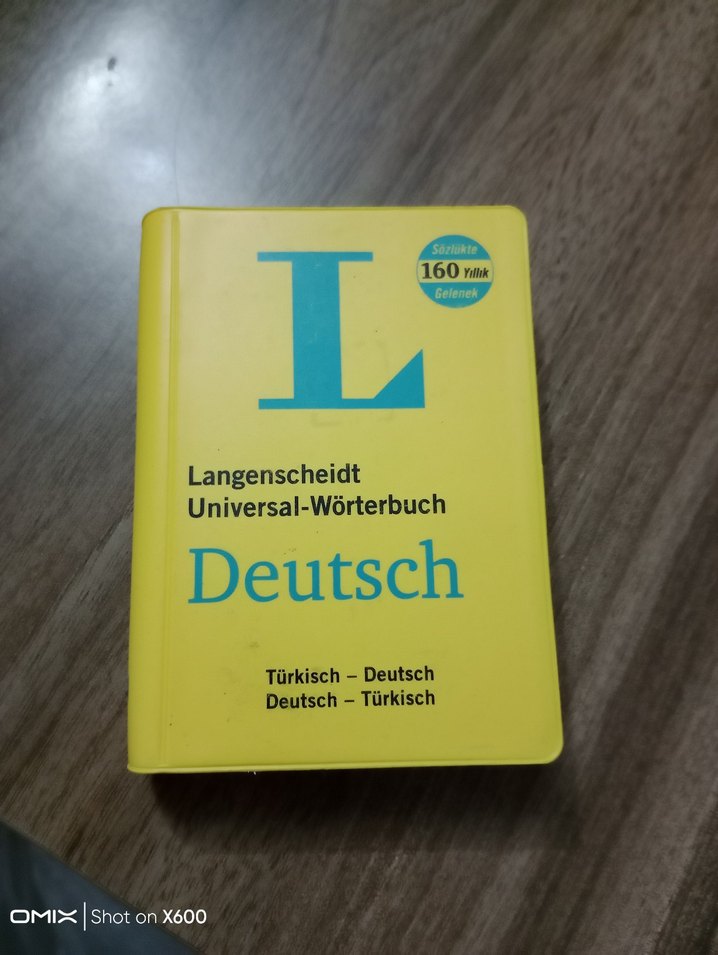 L
Sözlükte
160 Yıllık
Gelenek
Langenscheidt
Universal-Wörterbuch
Deutsch
Türkisch – Deutsch
Deutsch – Türkisch
OMIX | Shot on X600